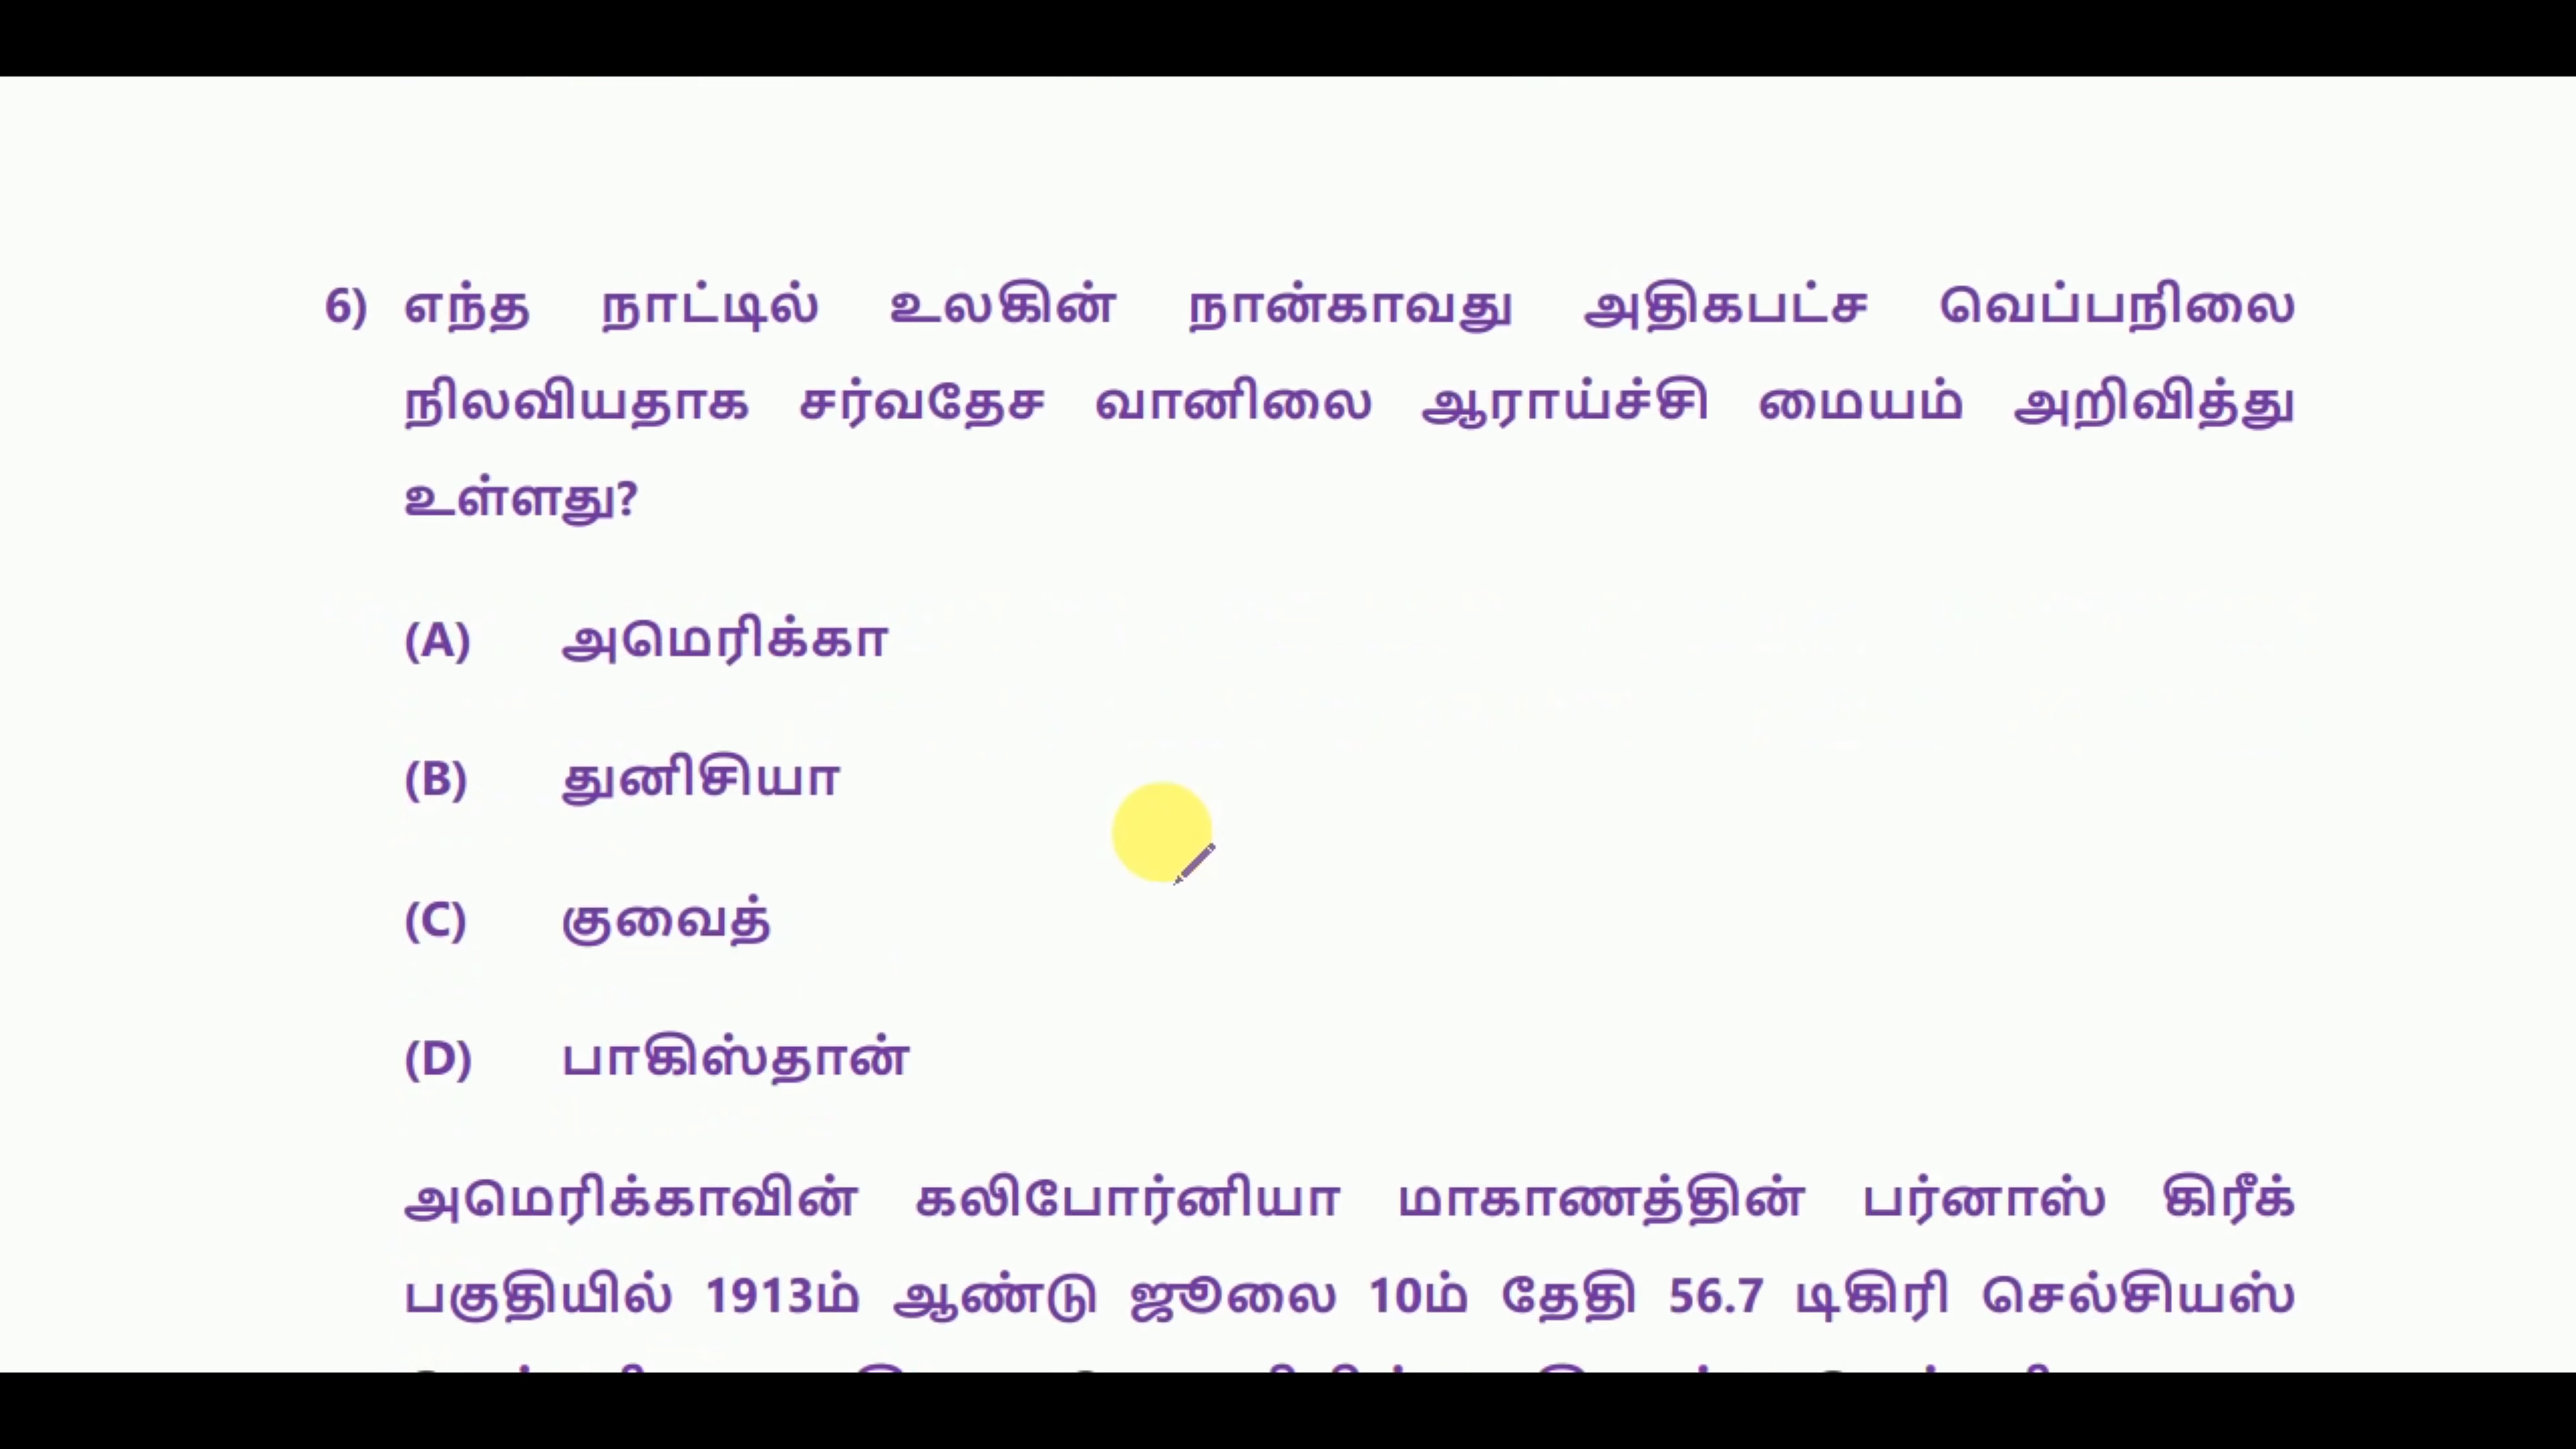 6) எந்த நாட்டில் உலகின் நான்காவது அதிகபட்ச வெப்பநிலை
நிலவியதாக சர்வதேச வானிலை ஆராய்ச்சி மையம் அறிவித்து
உள்ளது?
(A) அமெரிக்கா
(B) துனிசியா
(C) குவைத்
(D) பாகிஸ்தான்
அமெரிக்காவின் கலிபோர்னியா மாகாணத்தின் பர்னாஸ் கிரீக்
பகுதியில் 1913ம் ஆண்டு ஜூலை 10ம் தேதி 56.7 டிகிரி செல்சியஸ்